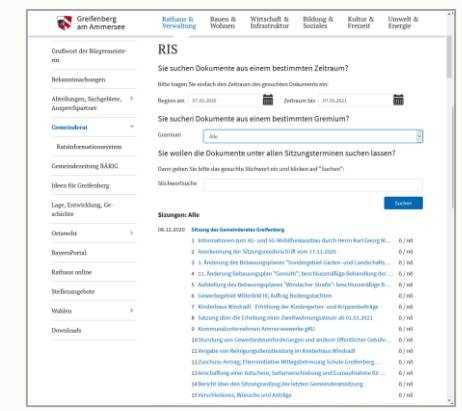 Greifenberg
am Ammersee
Rathaus &
Verwaltung
Bauen &
Wohnen
Wirtschaft &
Infrastruktur
Bildung &
Soziales
Kultur &
Freizeit
Umwelt &
Energie
Grußwort der Bürgermeiste-
rin
Bekanntmachungen
Abteilungen, Sachgebiete,
Ansprechpartner
Gemeinderat
Ratsinformationssystem
Gemeindezeitung BÄRIG
Ideen für Greifenberg
Lage, Entwicklung, Ge-
schichte
Ortsrecht
BayernPortal
Rathaus online
Stellenangebote
Wahlen
Downloads
RIS
Sie suchen Dokumente aus einem bestimmten Zeitraum?
Bitte tragen Sie einfach den Zeitraum des gesuchten Dokuments ein:
Beginn am 07.05.2020 Zeitraum bis 07.05.2021
Sie suchen Dokumente aus einem bestimmten Gremium?
Gremium Alle
Sie wollen die Dokumente unter allen Sitzungsterminen suchen lassen?
Dann geben Sie bitte das gesuchte Stichwort ein und klicken auf "Suchen":
Stichwortsuche
Suchen
Sizungen: Alle
08.12.2020 Sitzung des Gemeinderates Greifenberg
1 Informationen zum 4G- und 5G-Mobilfunkausbau durch Herrn Karl Georg W... 0 / nö
2 Anerkennung der Sitzungsniederschrift vom 17.11.2020 0 / nö
3 3. Änderung des Bebauungsplanes "Sondergebiet Garten- und Landschafts... 0 / nö
4 11. Änderung Bebauungsplan "Gereuth"; beschlussmäßige Behandlung der ... 0 / nö
5 Aufstellung des Bebauungsplanes "Windacher Straße": beschlussmäßige B... 0 / nö
6 Gewerbegebiet Mitterfeld III; Auftrag Bodengutachten 0 / nö
7 Kinderhaus Windradl - Erhöhung der Kindergarten- und Krippenbeiträge 0 / nö
8 Satzung über die Erhebung einer Zweitwohnungssteuer ab 01.01.2021 0 / nö
9 Kommunalunternehmen Ammerseewerke gKU 0 / nö
10 Stundung von Gewerbesteuerforderungen und anderer öffentlicher Gebühr... 0 / nö
11 Vergabe von Reinigungsdienstleistung im Kinderhaus Windradl 0 / nö
12 Zuschuss-Antrag; Elterninitiative Mittagsbetreuung Schule Greifenberg... 0 / nö
13 Anschaffung einer Astschere, Seilverschiebung und Euroaufnahme für ... 0 / nö
14 Bericht über den Sitzungsvollzug der letzten Gemeinderatssitzung 0 / nö
15 Verschiedenes, Wünsche und Anträge 0 / nö